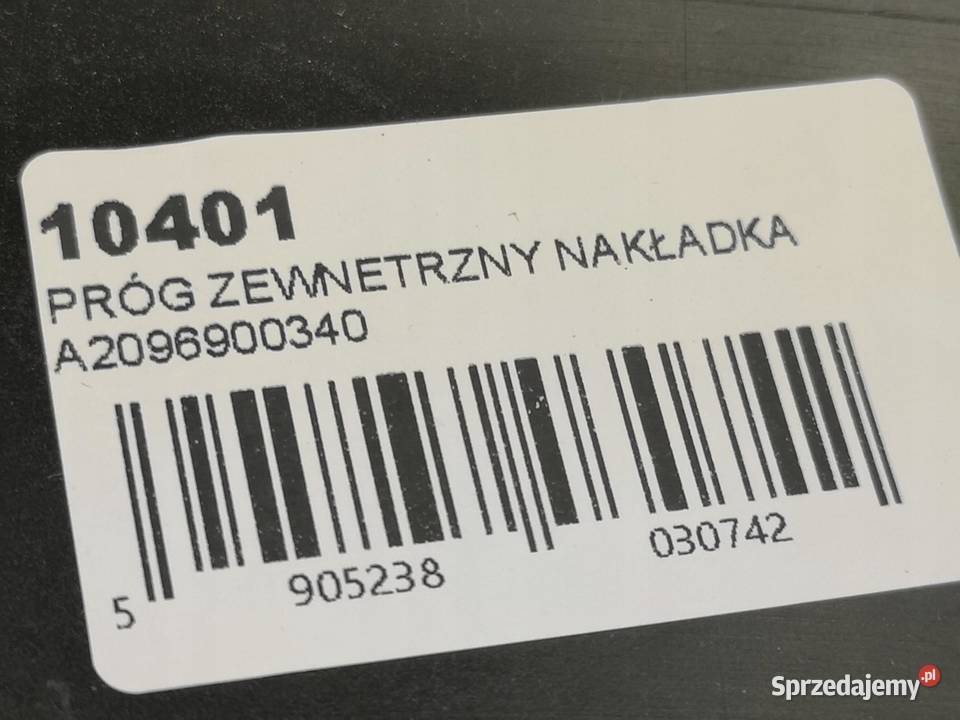 10401
PRÓG ZEWNETRZNY NAKŁADKA
A2096900340
5 905238 030742
Sprzedajemy.pl